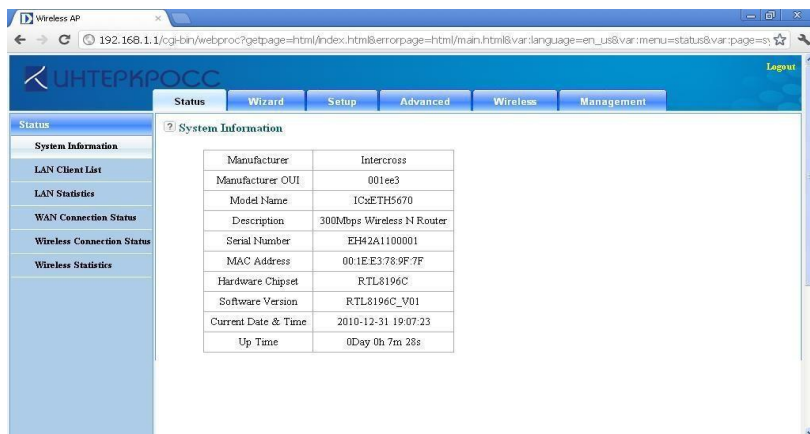 Wireless AP
192.168.1.1/cgi-bin/webproc?getpage=html/index.html&errorpage=html/main.html&var:language=en_us&var:menu=status&var:page=sy
ИНТЕРКРОСС
Logout
Status Wizard Setup Advanced Wireless Management
Status
System Information
LAN Client List
LAN Statistics
WAN Connection Status
Wireless Connection Status
Wireless Statistics
? System Information
Manufacturer Intercross
Manufacturer OUI 001ee3
Model Name ICxETH5670
Description 300Mbps Wireless N Router
Serial Number EH42A1100001
MAC Address 00:1E:E3:78:9F:7F
Hardware Chipset RTL8196C
Software Version RTL8196C_V01
Current Date & Time 2010-12-31 19:07:23
Up Time 0Day 0h 7m 28s